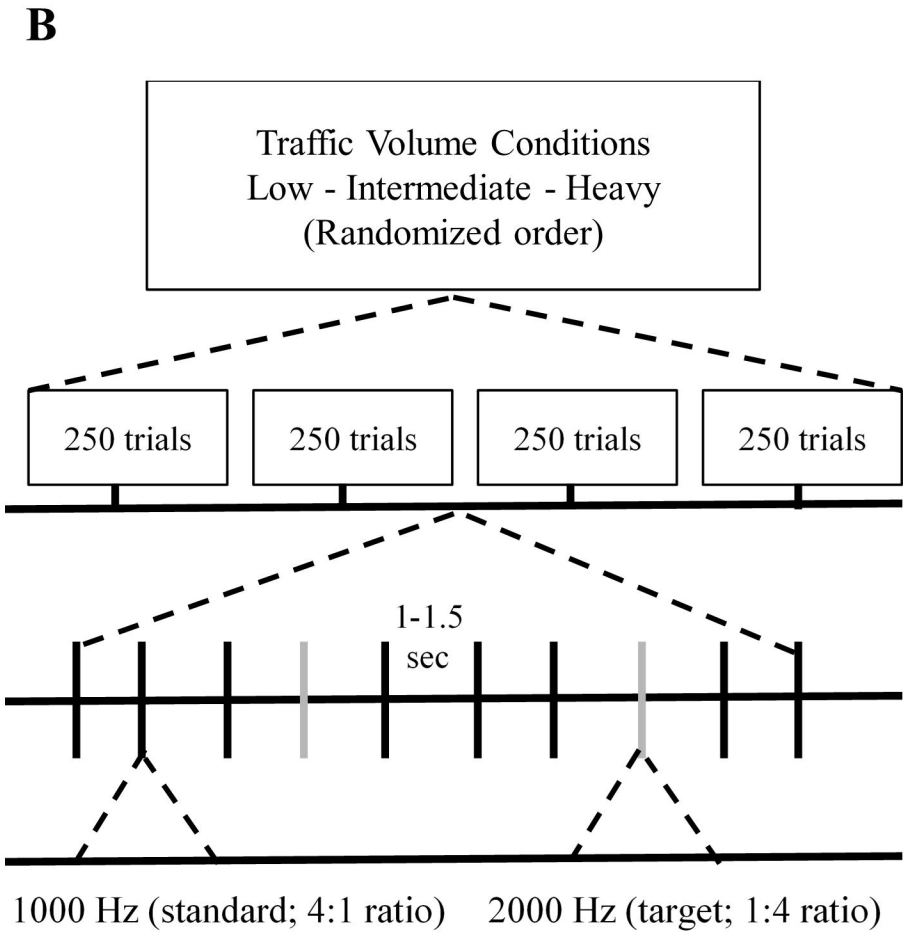 B
Traffic Volume Conditions
Low - Intermediate - Heavy
(Randomized order)
250 trials
250 trials
250 trials
250 trials
1-1.5
sec
1000 Hz (standard; 4:1 ratio)
2000 Hz (target; 1:4 ratio)